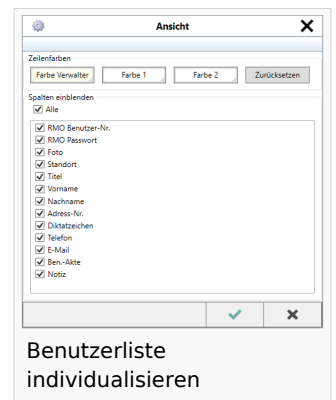 Ansicht
Zeilenfarben
Farbe Verwalter Farbe 1 Farbe 2 Zurücksetzen
Spalten einblenden
Alle
RMO Benutzer-Nr.
RMO Passwort
Foto
Standort
Titel
Vorname
Nachname
Adress-Nr.
Diktatzeichen
Telefon
E-Mail
Ben.-Akte
Notiz
Benutzerliste
individualisieren